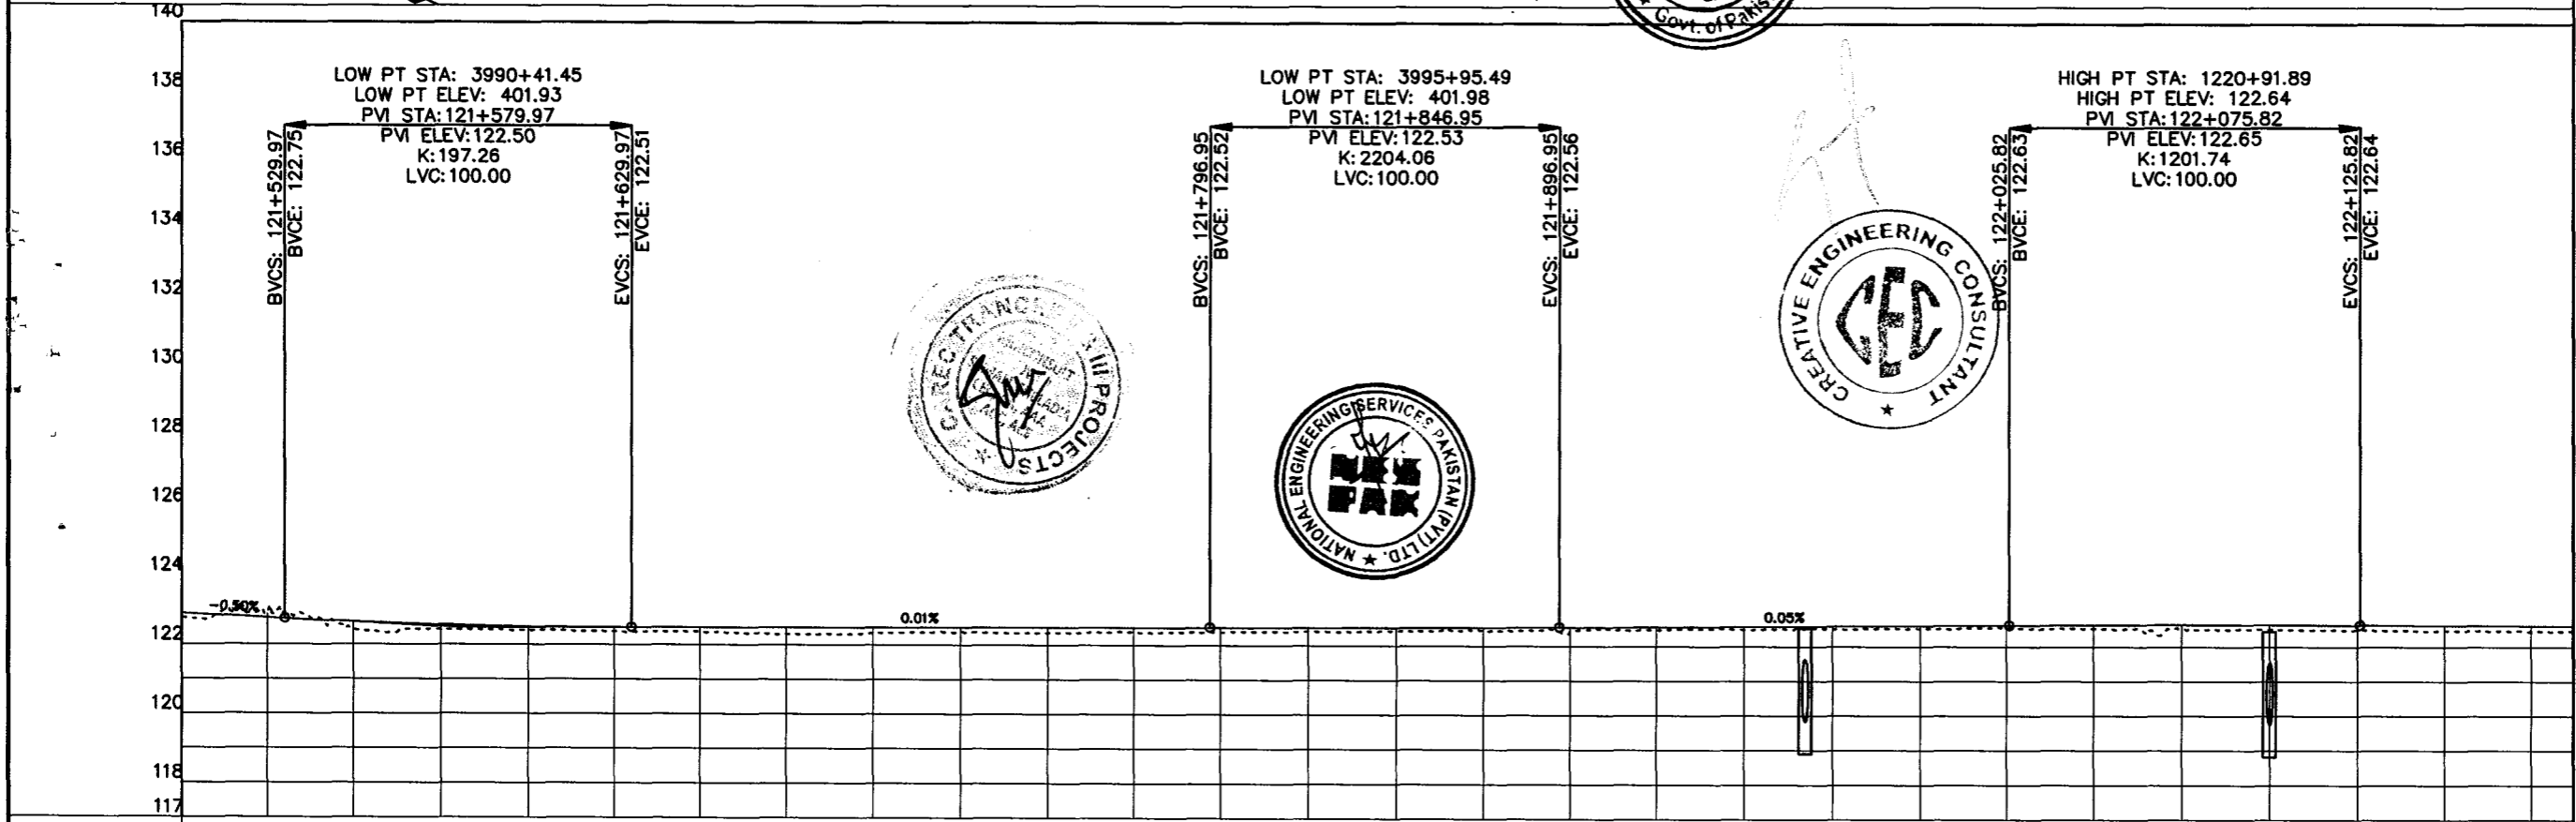 140
138
136
134
132
130
128
126
124
122
120
118
117
Govt. of Pakis
LOW PT STA: 3990+41.45
LOW PT ELEV: 401.93
PVI STA:121+579.97
PVI ELEV:122.50
K:197.26
LVC:100.00
BVCS: 121+529.97
BVCE: 122.75
EVCS: 121+629.97
EVCE: 122.51
LOW PT STA: 3995+95.49
LOW PT ELEV: 401.98
PVI STA:121+846.95
PVI ELEV:122.53
K:2204.06
LVC:100.00
BVCS: 121+796.95
BVCE: 122.52
EVCS: 121+896.95
EVCE: 122.56
HIGH PT STA: 1220+91.89
HIGH PT ELEV: 122.64
PVI STA:122+075.82
PVI ELEV:122.65
K:1201.74
LVC:100.00
BVCS: 122+025.82
BVCE: 122.63
EVCS: 122+125.82
EVCE: 122.64
CAREC PROJECTS
NATIONAL ENGINEERING SERVICES PAKISTAN (PVT) LTD.
NES
PAK
CREATIVE ENGINEERING CONSULTANT
CEC
-0.50%
0.01%
0.05%